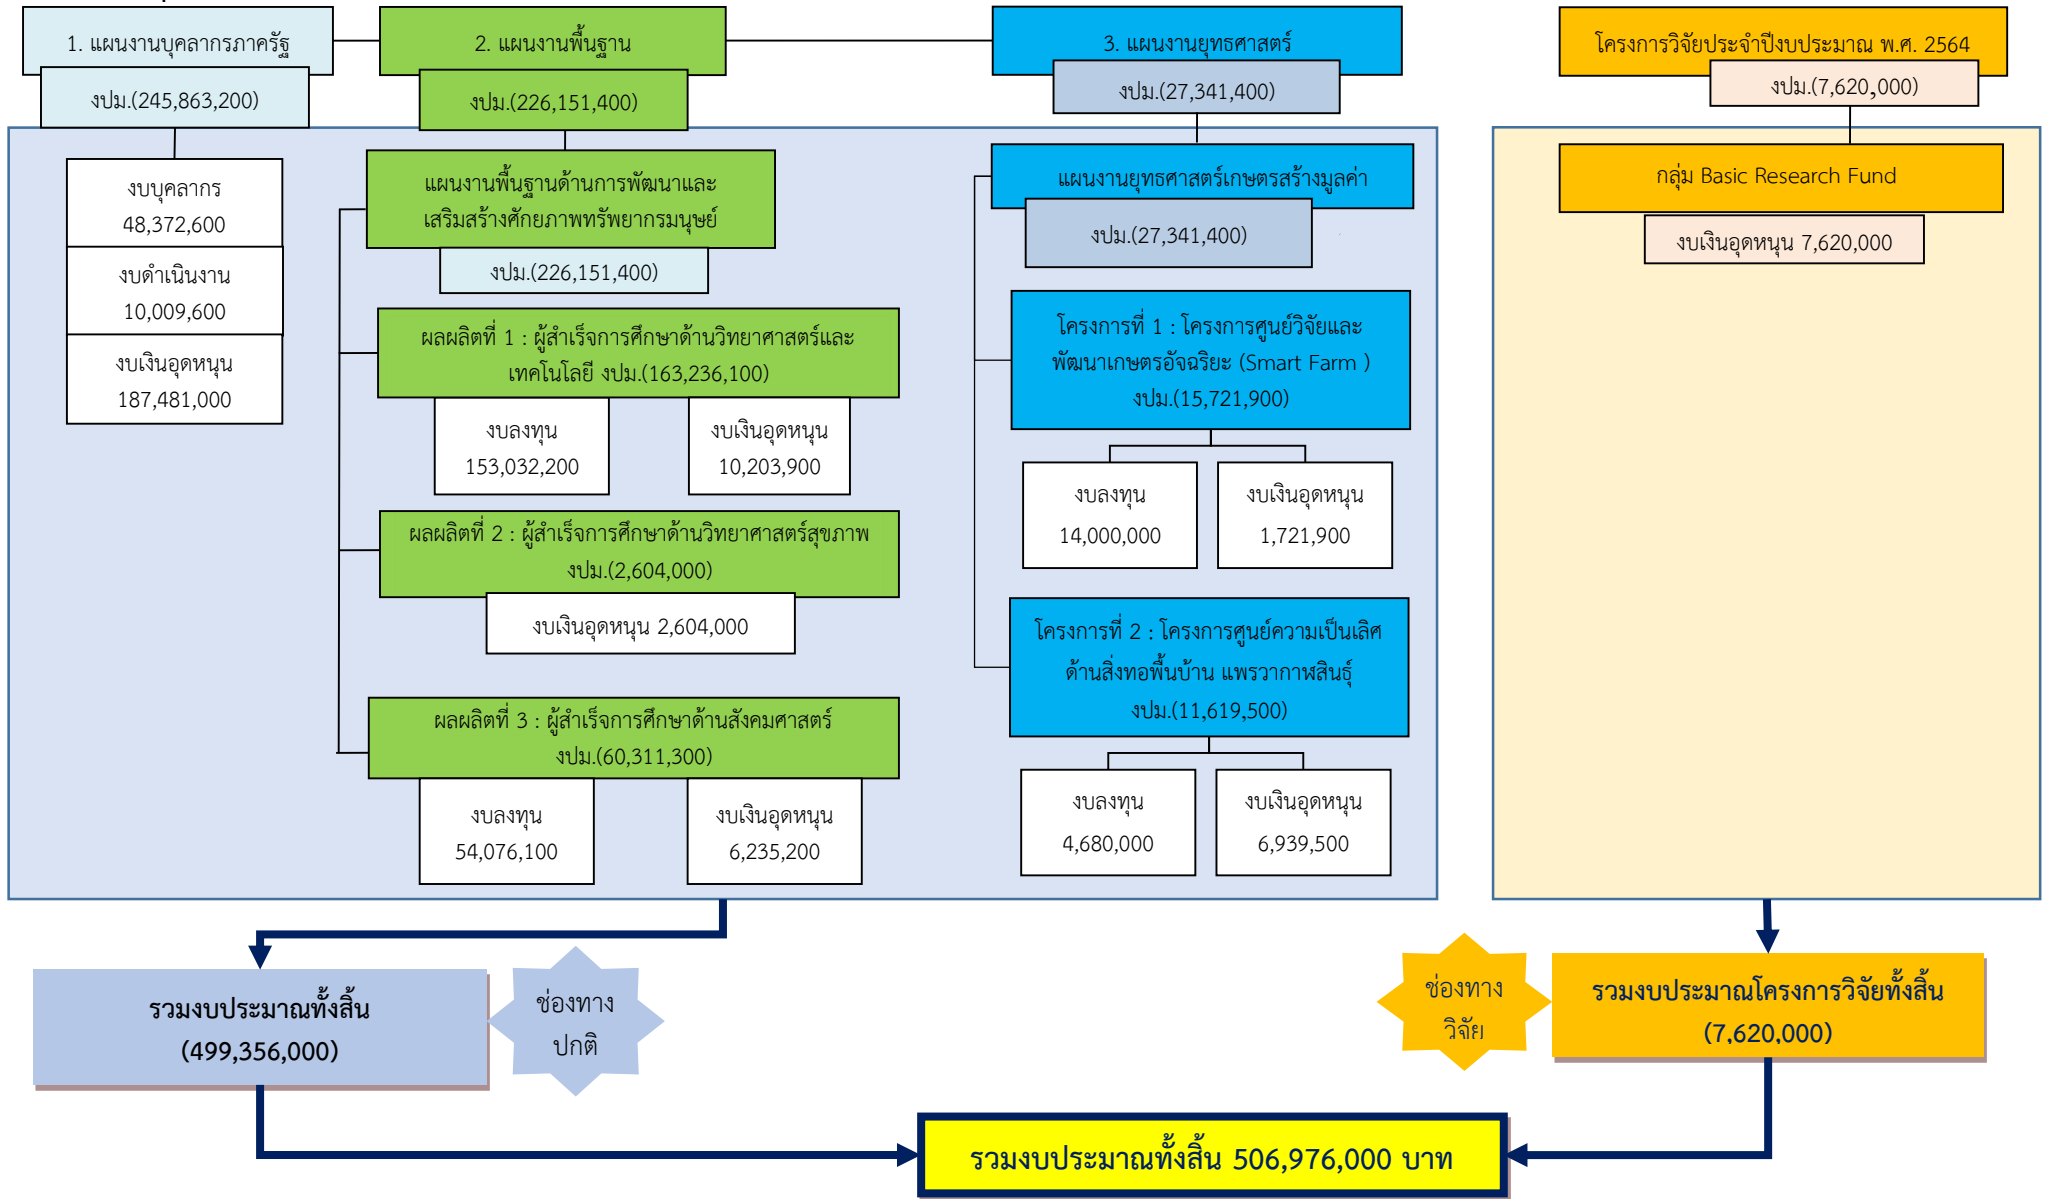 1. แผนงานบุคลากรภาครัฐ
งปม.(245,863,200)
งบบุคลากร
48,372,600
งบดำเนินงาน
10,009,600
งบเงินอุดหนุน
187,481,000
2. แผนงานพื้นฐาน
งปม.(226,151,400)
แผนงานพื้นฐานด้านการพัฒนาและ
เสริมสร้างศักยภาพทรัพยากรมนุษย์
งปม.(226,151,400)
ผลผลิตที่ 1 : ผู้สำเร็จการศึกษาด้านวิทยาศาสตร์และ
เทคโนโลยี งปม.(163,236,100)
งบลงทุน
153,032,200
งบเงินอุดหนุน
10,203,900
ผลผลิตที่ 2 : ผู้สำเร็จการศึกษาด้านวิทยาศาสตร์สุขภาพ
งปม.(2,604,000)
งบเงินอุดหนุน 2,604,000
ผลผลิตที่ 3 : ผู้สำเร็จการศึกษาด้านสังคมศาสตร์
งปม.(60,311,300)
งบลงทุน
54,076,100
งบเงินอุดหนุน
6,235,200
3. แผนงานยุทธศาสตร์
งปม.(27,341,400)
แผนงานยุทธศาสตร์เกษตรสร้างมูลค่า
งปม.(27,341,400)
โครงการที่ 1 : โครงการศูนย์วิจัยและ
พัฒนาเกษตรอัจฉริยะ (Smart Farm )
งปม.(15,721,900)
งบลงทุน
14,000,000
งบเงินอุดหนุน
1,721,900
โครงการที่ 2 : โครงการศูนย์ความเป็นเลิศ
ด้านสิ่งทอพื้นบ้าน แพรวากาฬสินธุ์
งปม.(11,619,500)
งบลงทุน
4,680,000
งบเงินอุดหนุน
6,939,500
โครงการวิจัยประจำปีงบประมาณ พ.ศ. 2564
งปม.(7,620,000)
กลุ่ม Basic Research Fund
งบเงินอุดหนุน 7,620,000
รวมงบประมาณทั้งสิ้น
(499,356,000)
ช่องทาง
ปกติ
ช่องทาง
วิจัย
รวมงบประมาณโครงการวิจัยทั้งสิ้น
(7,620,000)
รวมงบประมาณทั้งสิ้น 506,976,000 บาท